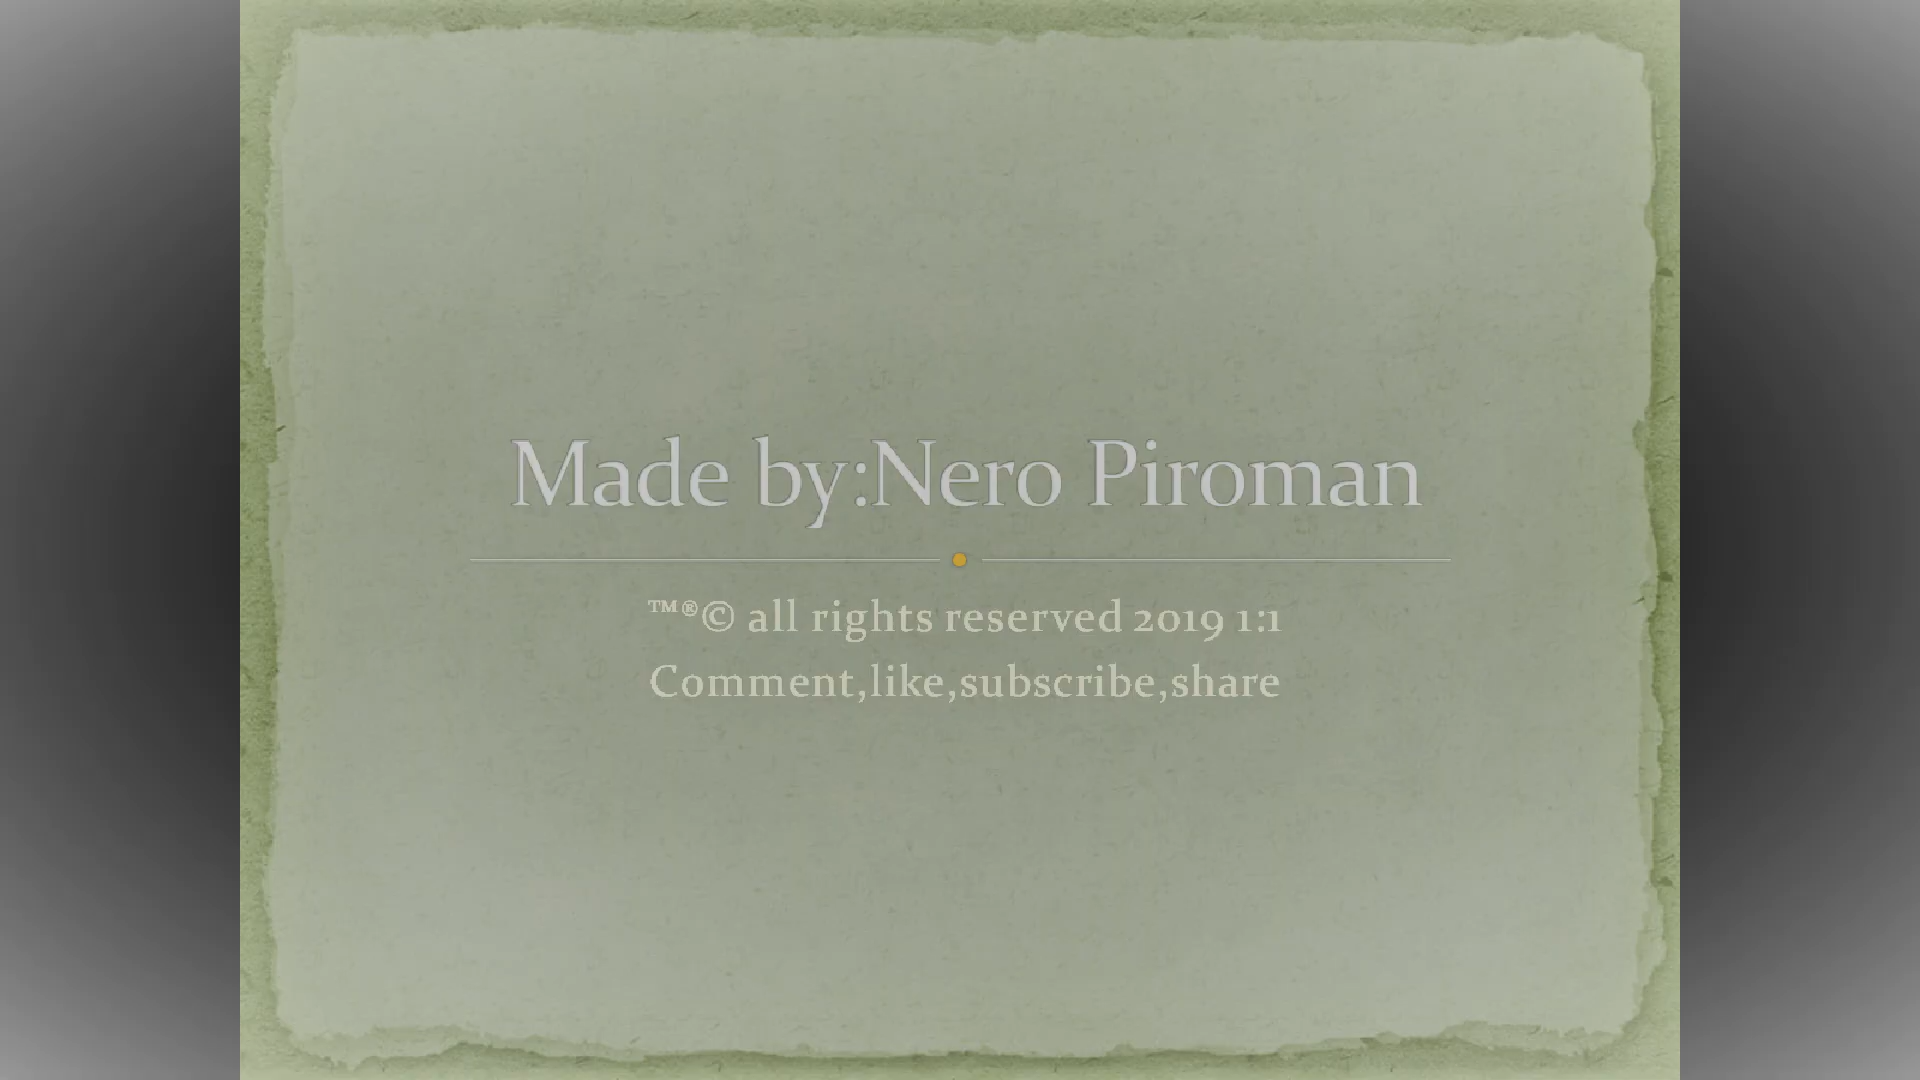 Made by:Nero Piroman
™®© all rights reserved 2019 1:1
Comment,like,subscribe,share